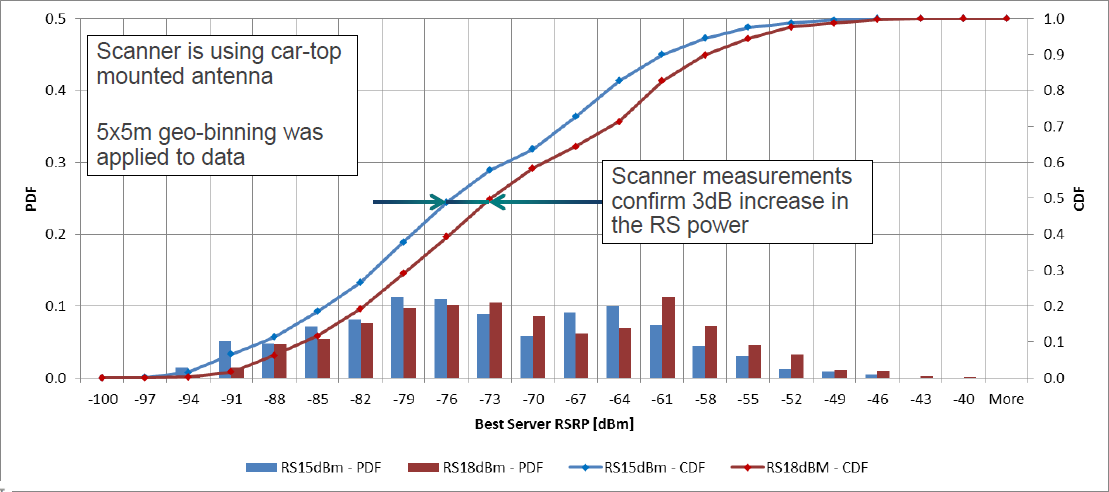 0.5
0.4
0.3
0.2
0.1
0.0
PDF
Scanner is using car-top
mounted antenna
5x5m geo-binning was
applied to data
Scanner measurements
confirm 3dB increase in
the RS power
1.0
0.9
0.8
0.7
0.6
0.5
0.4
0.3
0.2
0.1
0.0
CDF
-100 -97 -94 -91 -88 -85 -82 -79 -76 -73 -70 -67 -64 -61 -58 -55 -52 -49 -46 -43 -40 More
Best Server RSRP [dBm]
RS15dBm - PDF RS18dBm - PDF RS15dBm - CDF RS18dBM - CDF